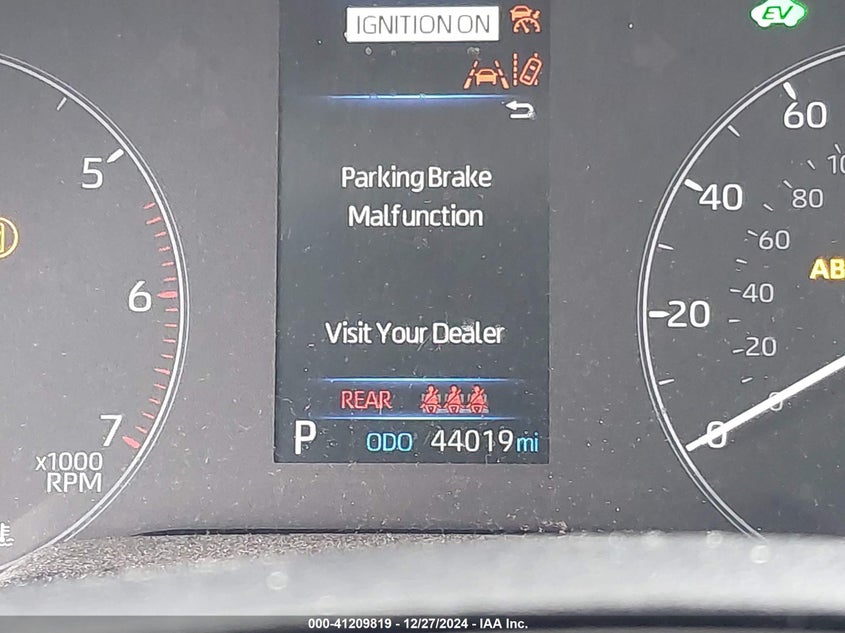 IGNITION ON
EV
5
6
7
x1000
RPM
Parking Brake
Malfunction
Visit Your Dealer
REAR
P ODO 44019 mi
60
40
80
60
20
40
20
0
0
AB
000-41209819 - 12/27/2024 - IAA Inc.